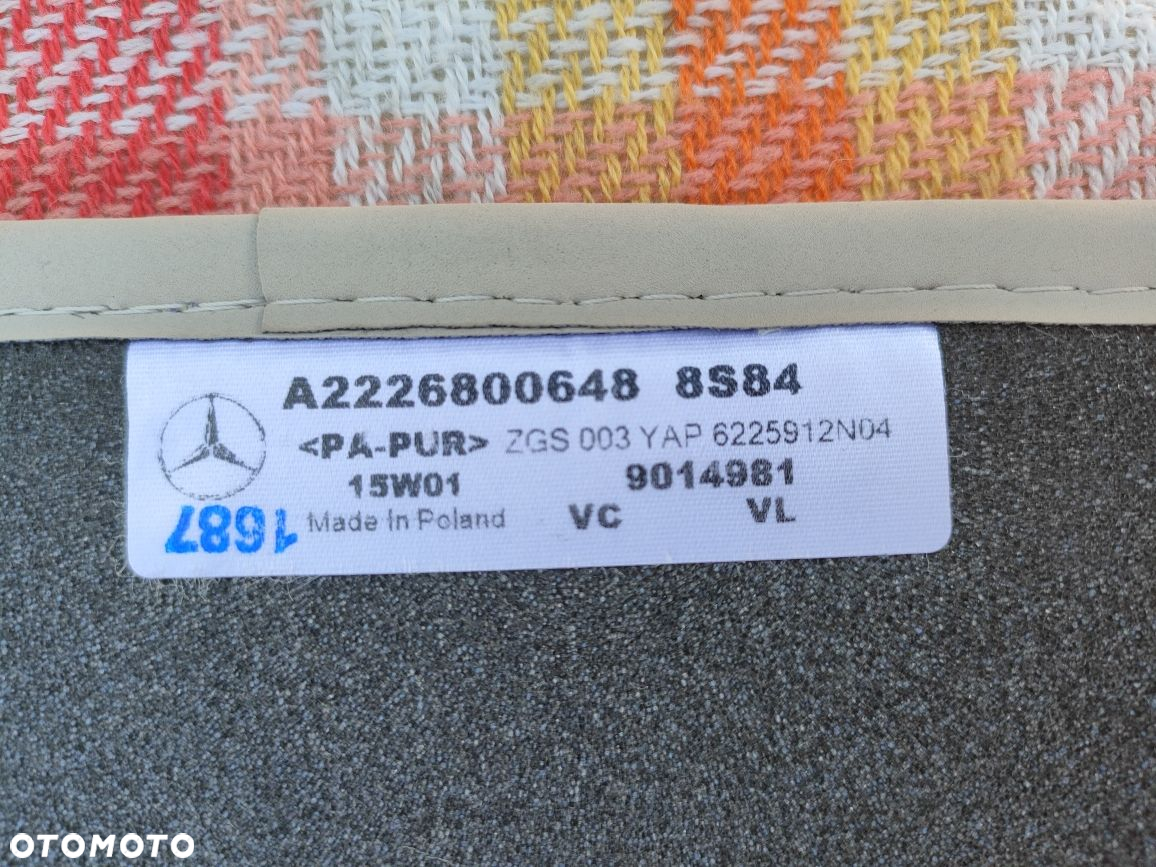 A2226800648 8S84
<PA-PUR> ZGS 003 YAP 6225912N04
15W01 9014981
1687 Made In Poland VC VL
OTOMOTO